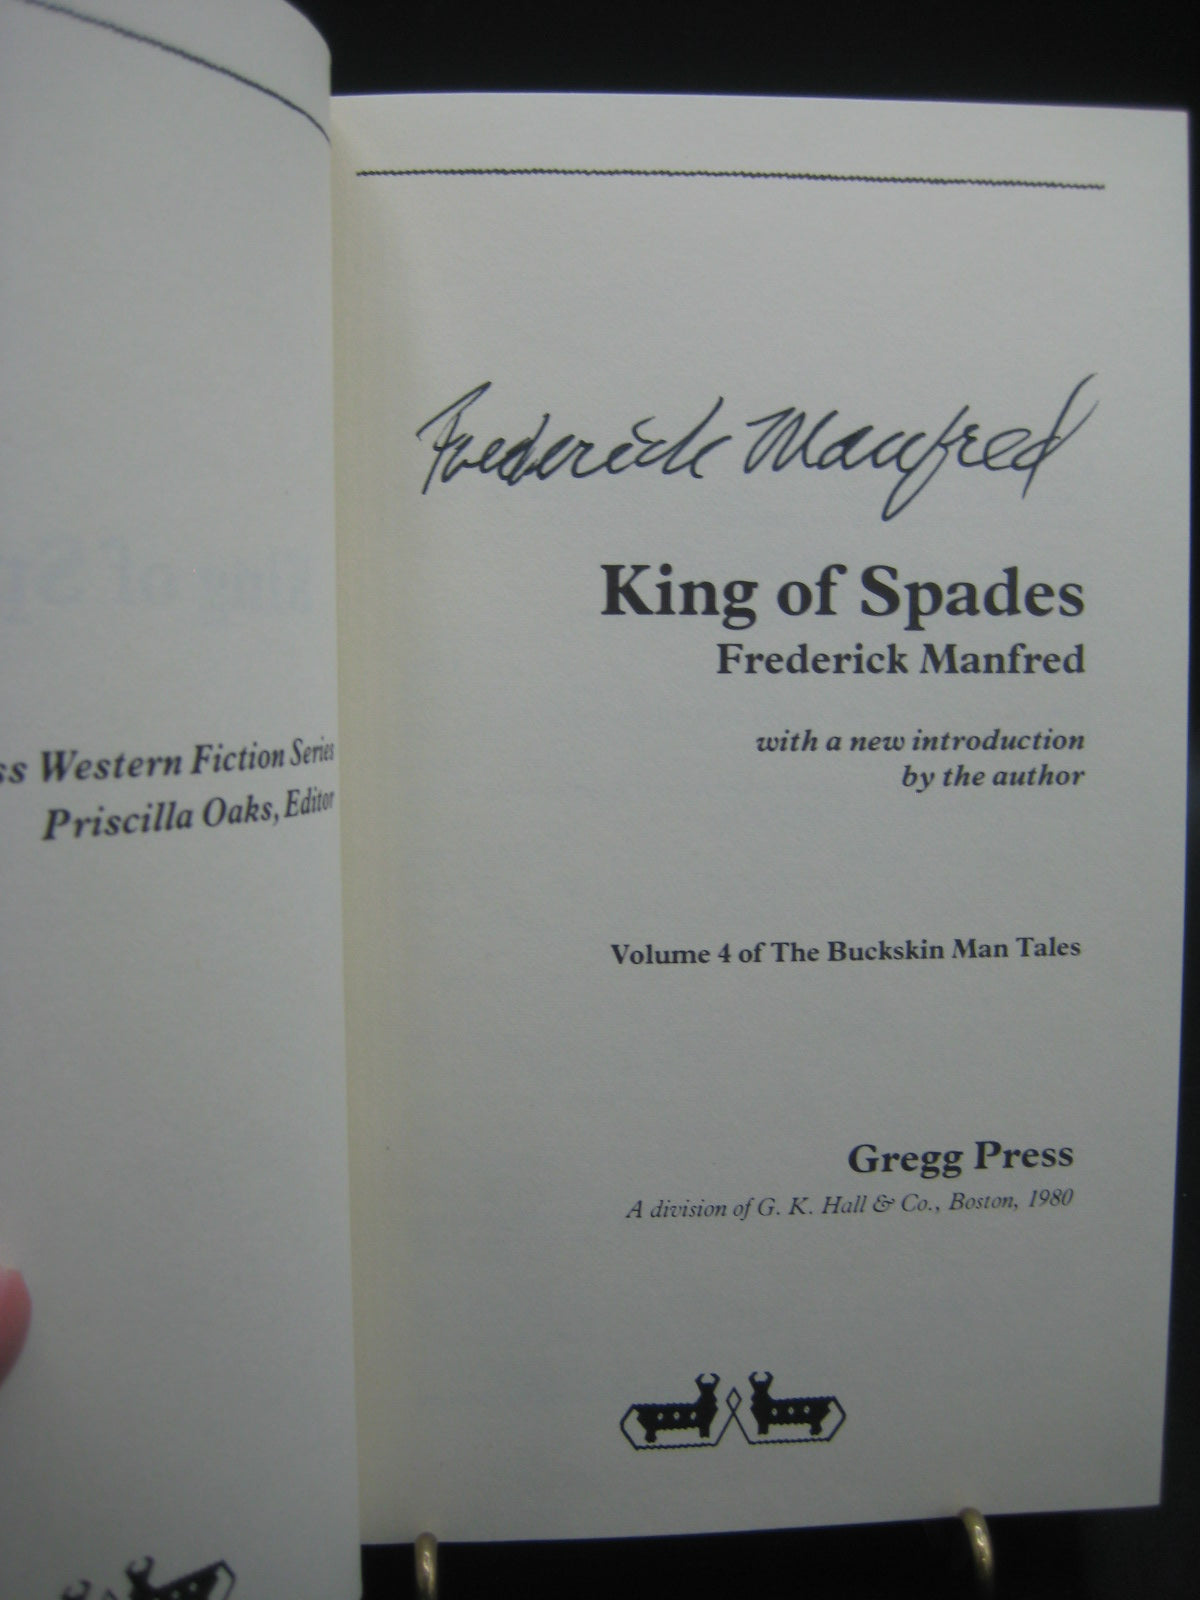 Western Fiction Series
Priscilla Oaks, Editor
Frederick Manfred
King of Spades
Frederick Manfred
with a new introduction
by the author
Volume 4 of The Buckskin Man Tales
Gregg Press
A division of G. K. Hall & Co., Boston, 1980